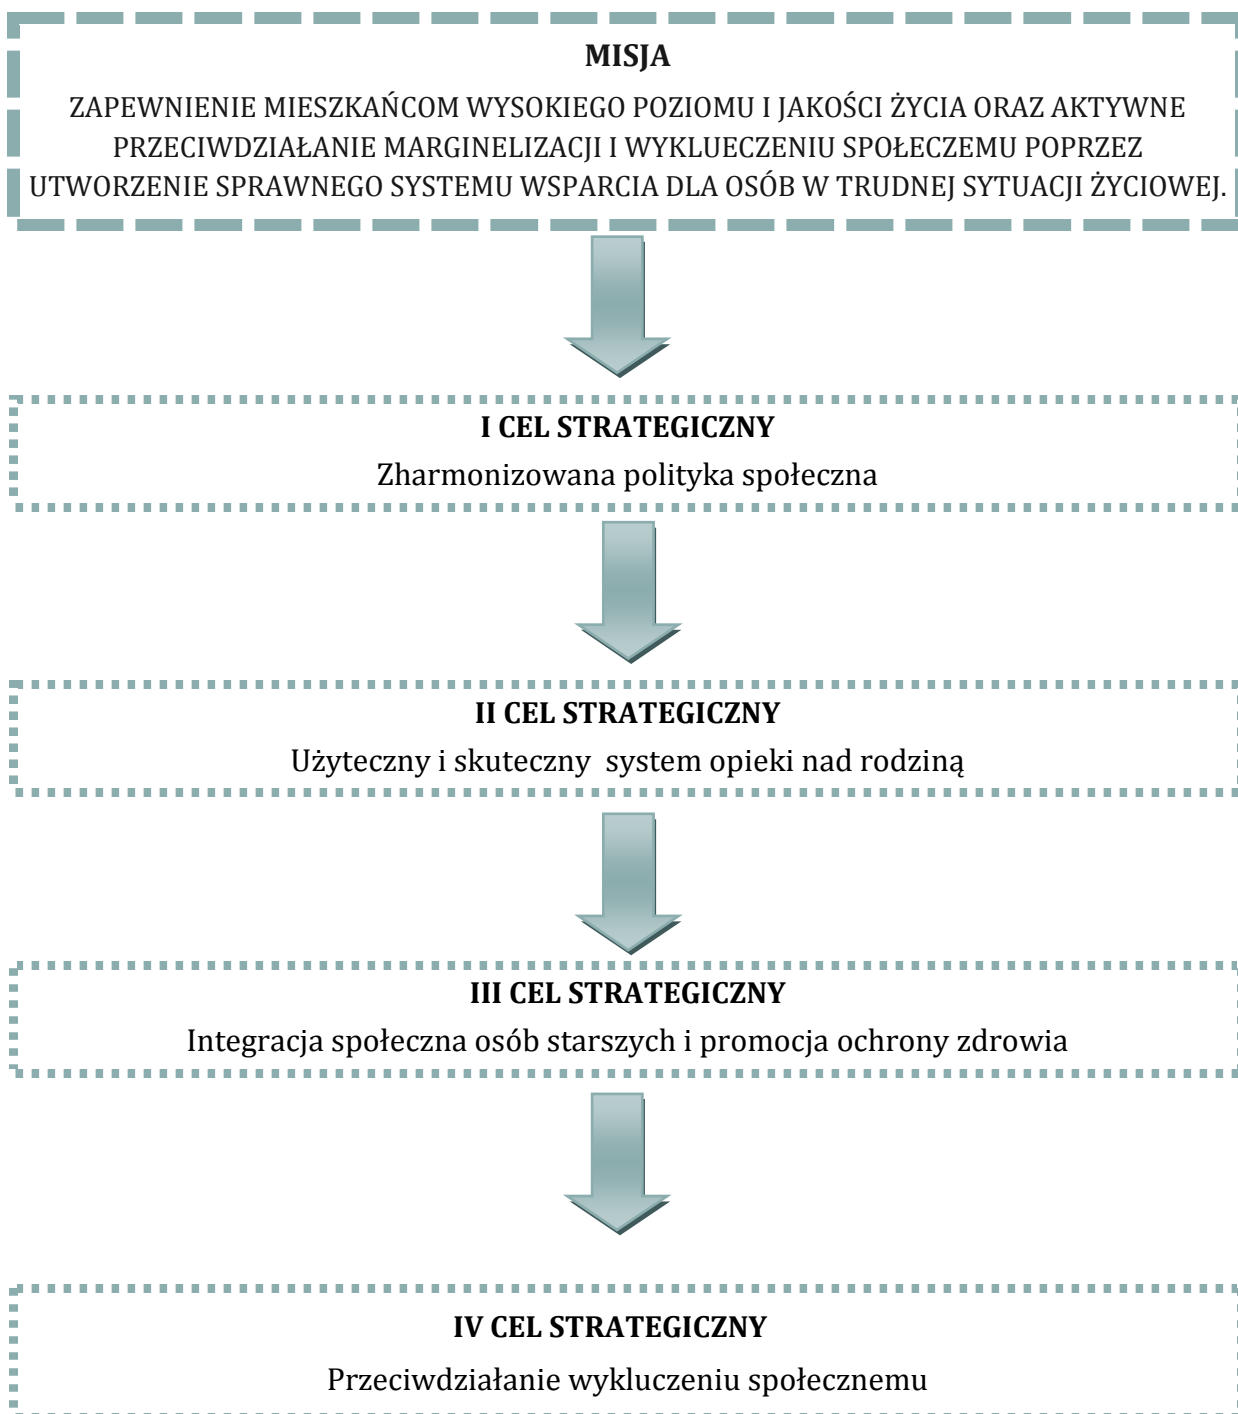 MISJA
ZAPEWNIENIE MIESZKAŃCOM WYSOKIEGO POZIOMU I JAKOŚCI ŻYCIA ORAZ AKTYWNE
PRZECIWDZIAŁANIE MARGINELIZACJI I WYKLUECZENIU SPOŁECZEMU POPRZEZ
UTWORZENIE SPRAWNEGO SYSTEMU WSPARCIA DLA OSÓB W TRUDNEJ SYTUACJI ŻYCIOWEJ.
I CEL STRATEGICZNY
Zharmonizowana polityka społeczna
II CEL STRATEGICZNY
Użyteczny i skuteczny  system opieki nad rodziną
III CEL STRATEGICZNY
Integracja społeczna osób starszych i promocja ochrony zdrowia
IV CEL STRATEGICZNY
Przeciwdziałanie wykluczeniu społecznemu